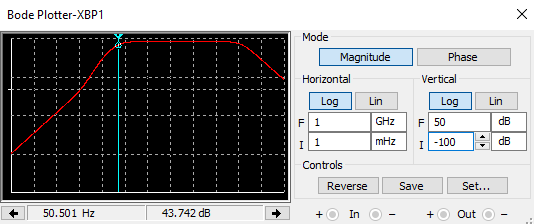 Bode Plotter-XBP1
Mode
Magnitude Phase
Horizontal Vertical
Log Lin Log Lin
F 1 GHz F 50 dB
I 1 mHz I -100 dB
Controls
Reverse Save Set...
50.501 Hz 43.742 dB
+ In − + Out −